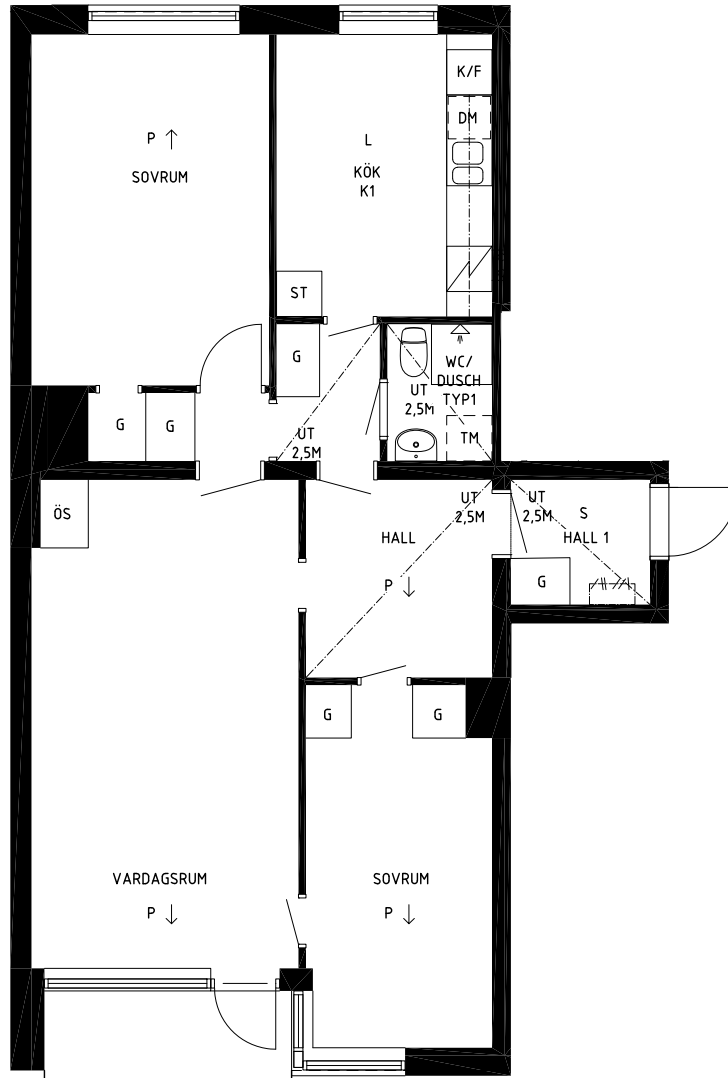 K/F
DM
P
L
SOVRUM
KÖK
K1
ST
G
WC/
DUSCH
TYP1
UT
2,5M
G
G
UT
2,5M
TM
ÖS
UT
2,5M
UT
2,5M
S
HALL
HALL 1
P
G
G
G
VARDAGSRUM
P
SOVRUM
P